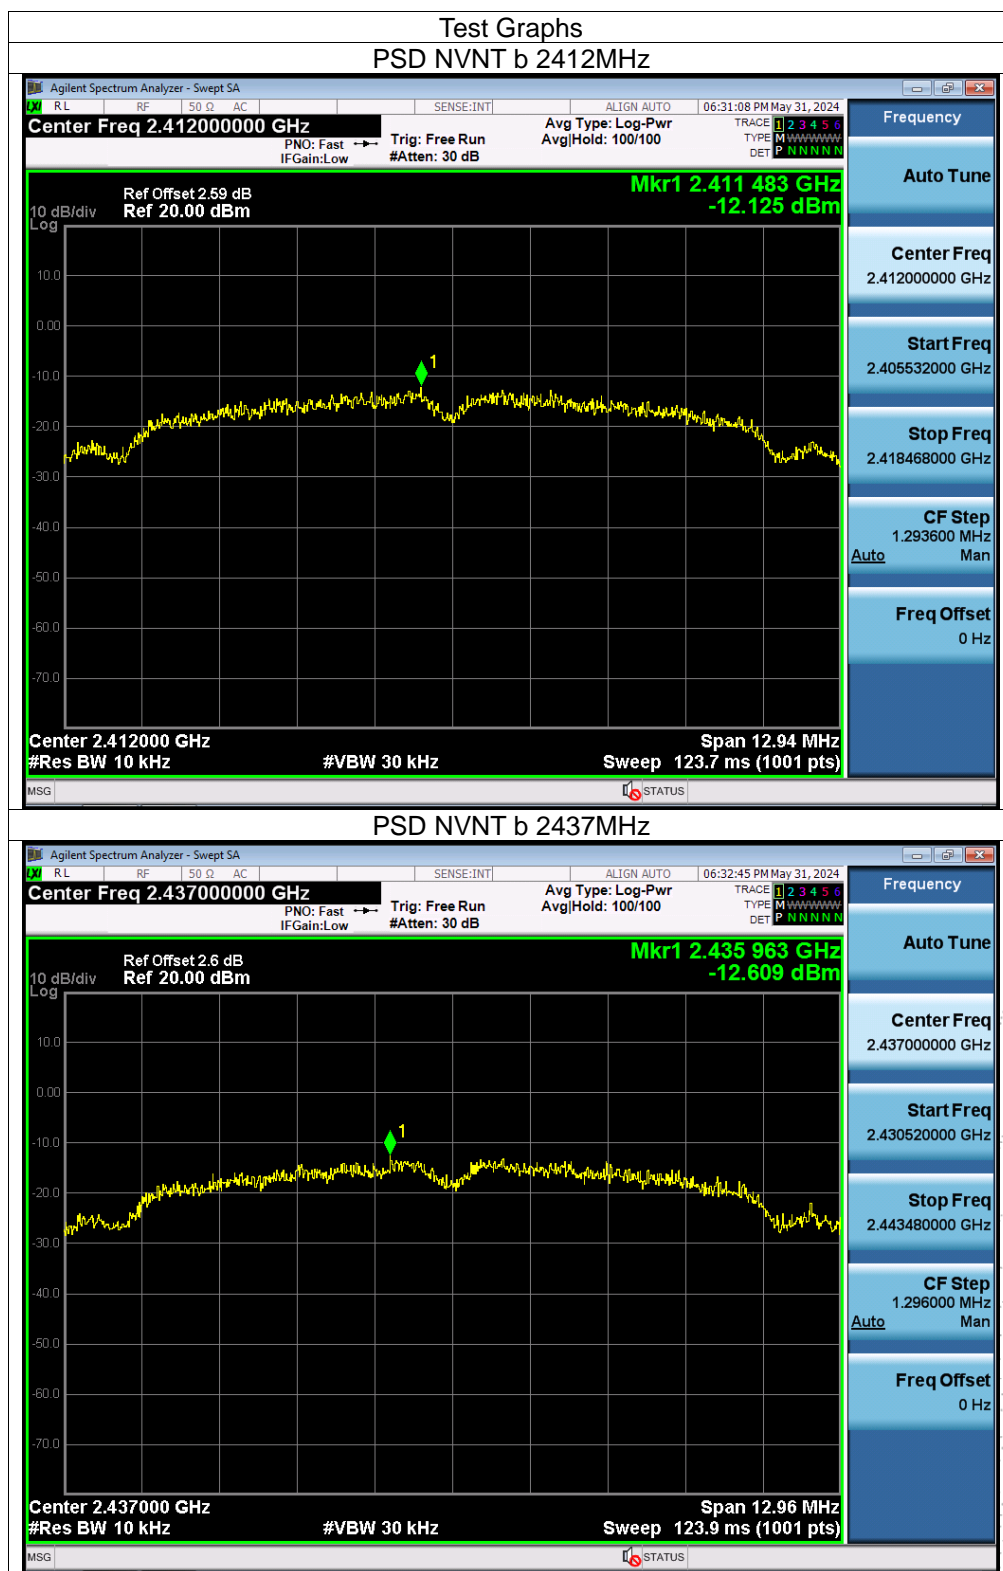 Test Graphs
PSD NVNT b 2412MHz
Agilent Spectrum Analyzer - Swept SA
LXI RL RF 50 Ω AC SENSE:INT ALIGN AUTO 06:31:08 PM May 31, 2024
Center Freq 2.412000000 GHz
PNO: Fast
IFGain:Low
Trig: Free Run
#Atten: 30 dB
Avg Type: Log-Pwr
Avg|Hold: 100/100
TRACE 1 2 3 4 5 6
TYPE M WWWWW
DET P N N N N N
Frequency
Auto Tune
Center Freq
2.412000000 GHz
Start Freq
2.405532000 GHz
Stop Freq
2.418468000 GHz
CF Step
1.293600 MHz
Auto Man
Freq Offset
0 Hz
Mkr1 2.411 483 GHz
-12.125 dBm
Ref Offset 2.59 dB
10 dB/div Ref 20.00 dBm
Log
10.0
0.00
1
-10.0
-20.0
-30.0
-40.0
-50.0
-60.0
-70.0
Center 2.412000 GHz Span 12.94 MHz
#Res BW 10 kHz #VBW 30 kHz Sweep 123.7 ms (1001 pts)
MSG STATUS
PSD NVNT b 2437MHz
Agilent Spectrum Analyzer - Swept SA
LXI RL RF 50 Ω AC SENSE:INT ALIGN AUTO 06:32:45 PM May 31, 2024
Center Freq 2.437000000 GHz
PNO: Fast
IFGain:Low
Trig: Free Run
#Atten: 30 dB
Avg Type: Log-Pwr
Avg|Hold: 100/100
TRACE 1 2 3 4 5 6
TYPE M WWWWW
DET P N N N N N
Frequency
Auto Tune
Center Freq
2.437000000 GHz
Start Freq
2.430520000 GHz
Stop Freq
2.443480000 GHz
CF Step
1.296000 MHz
Auto Man
Freq Offset
0 Hz
Mkr1 2.435 963 GHz
-12.609 dBm
Ref Offset 2.6 dB
10 dB/div Ref 20.00 dBm
Log
10.0
0.00
1
-10.0
-20.0
-30.0
-40.0
-50.0
-60.0
-70.0
Center 2.437000 GHz Span 12.96 MHz
#Res BW 10 kHz #VBW 30 kHz Sweep 123.9 ms (1001 pts)
MSG STATUS